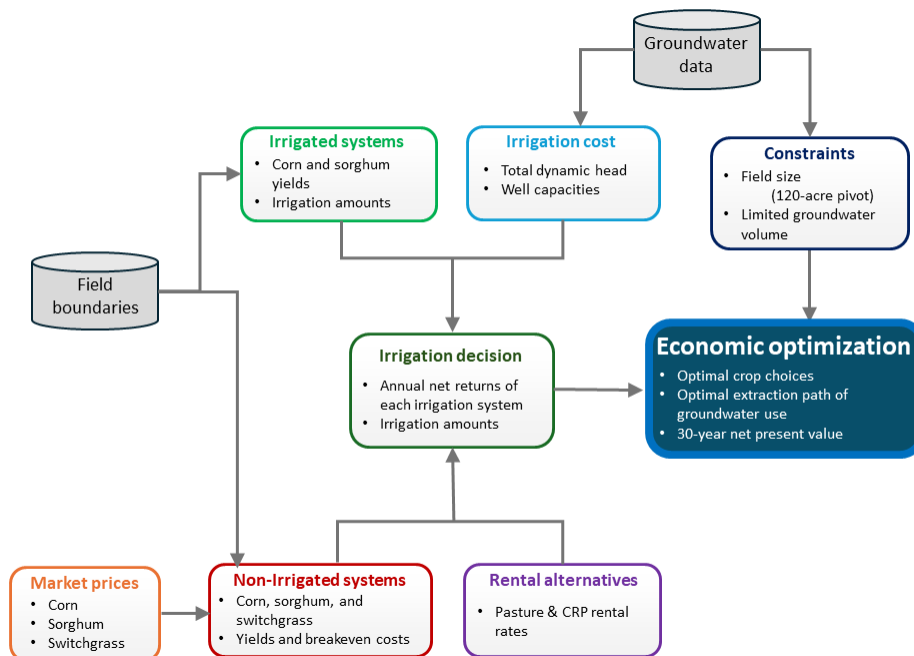 Groundwater
data
Irrigated systems
• Corn and sorghum
yields
• Irrigation amounts
Irrigation cost
• Total dynamic head
• Well capacities
Constraints
• Field size
(120-acre pivot)
• Limited groundwater
volume
Field
boundaries
Irrigation decision
• Annual net returns of
each irrigation system
• Irrigation amounts
Economic optimization
• Optimal crop choices
• Optimal extraction path of
groundwater use
• 30-year net present value
Market prices
• Corn
• Sorghum
• Switchgrass
Non-Irrigated systems
• Corn, sorghum, and
switchgrass
• Yields and breakeven costs
Rental alternatives
• Pasture & CRP rental
rates